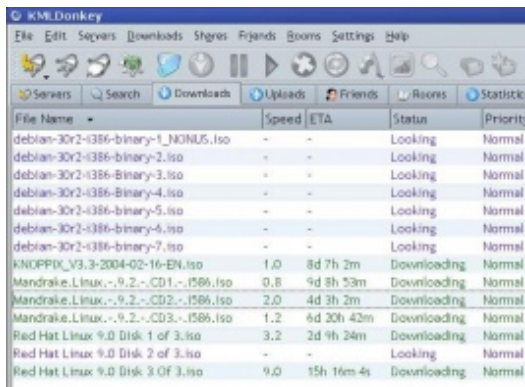 KMLDonkey
File Edit Servers Downloads Shares Friends Rooms Settings Help
Servers Search Downloads Uploads Friends Rooms Statistic
File Name Speed ETA Status Priority
debian-30r2-i386-binary-1_NONUS.iso - - Looking Normal
debian-30r2-i386-binary-2.iso - - Looking Normal
debian-30r2-i386-Binary-3.iso - - Looking Normal
debian-30r2-i386-binary-4.iso - - Looking Normal
debian-30r2-i386-binary-5.iso - - Looking Normal
debian-30r2-i386-binary-6.iso - - Looking Normal
debian-30r2-i386-binary-7.iso - - Looking Normal
KNOPPIX_V3.3-2004-02-16-EN.iso 1.0 8d 7h 2m Downloading Normal
Mandrake.Linux.-.9.2.-.CD1.-.i586.iso 0.8 9d 8h 53m Downloading Normal
Mandrake.Linux.-.9.2.-.CD2.-.i586.iso 2.0 4d 3h 2m Downloading Normal
Mandrake.Linux.-.9.2.-.CD3.-.i586.iso 1.2 6d 20h 42m Downloading Normal
Red Hat Linux 9.0 Disk 1 of 3.iso 3.2 2d 9h 24m Downloading Normal
Red Hat Linux 9.0 Disk 2 of 3.iso - - Looking Normal
Red Hat Linux 9.0 Disk 3 Of 3.iso 9.0 15h 16m 4s Downloading Normal